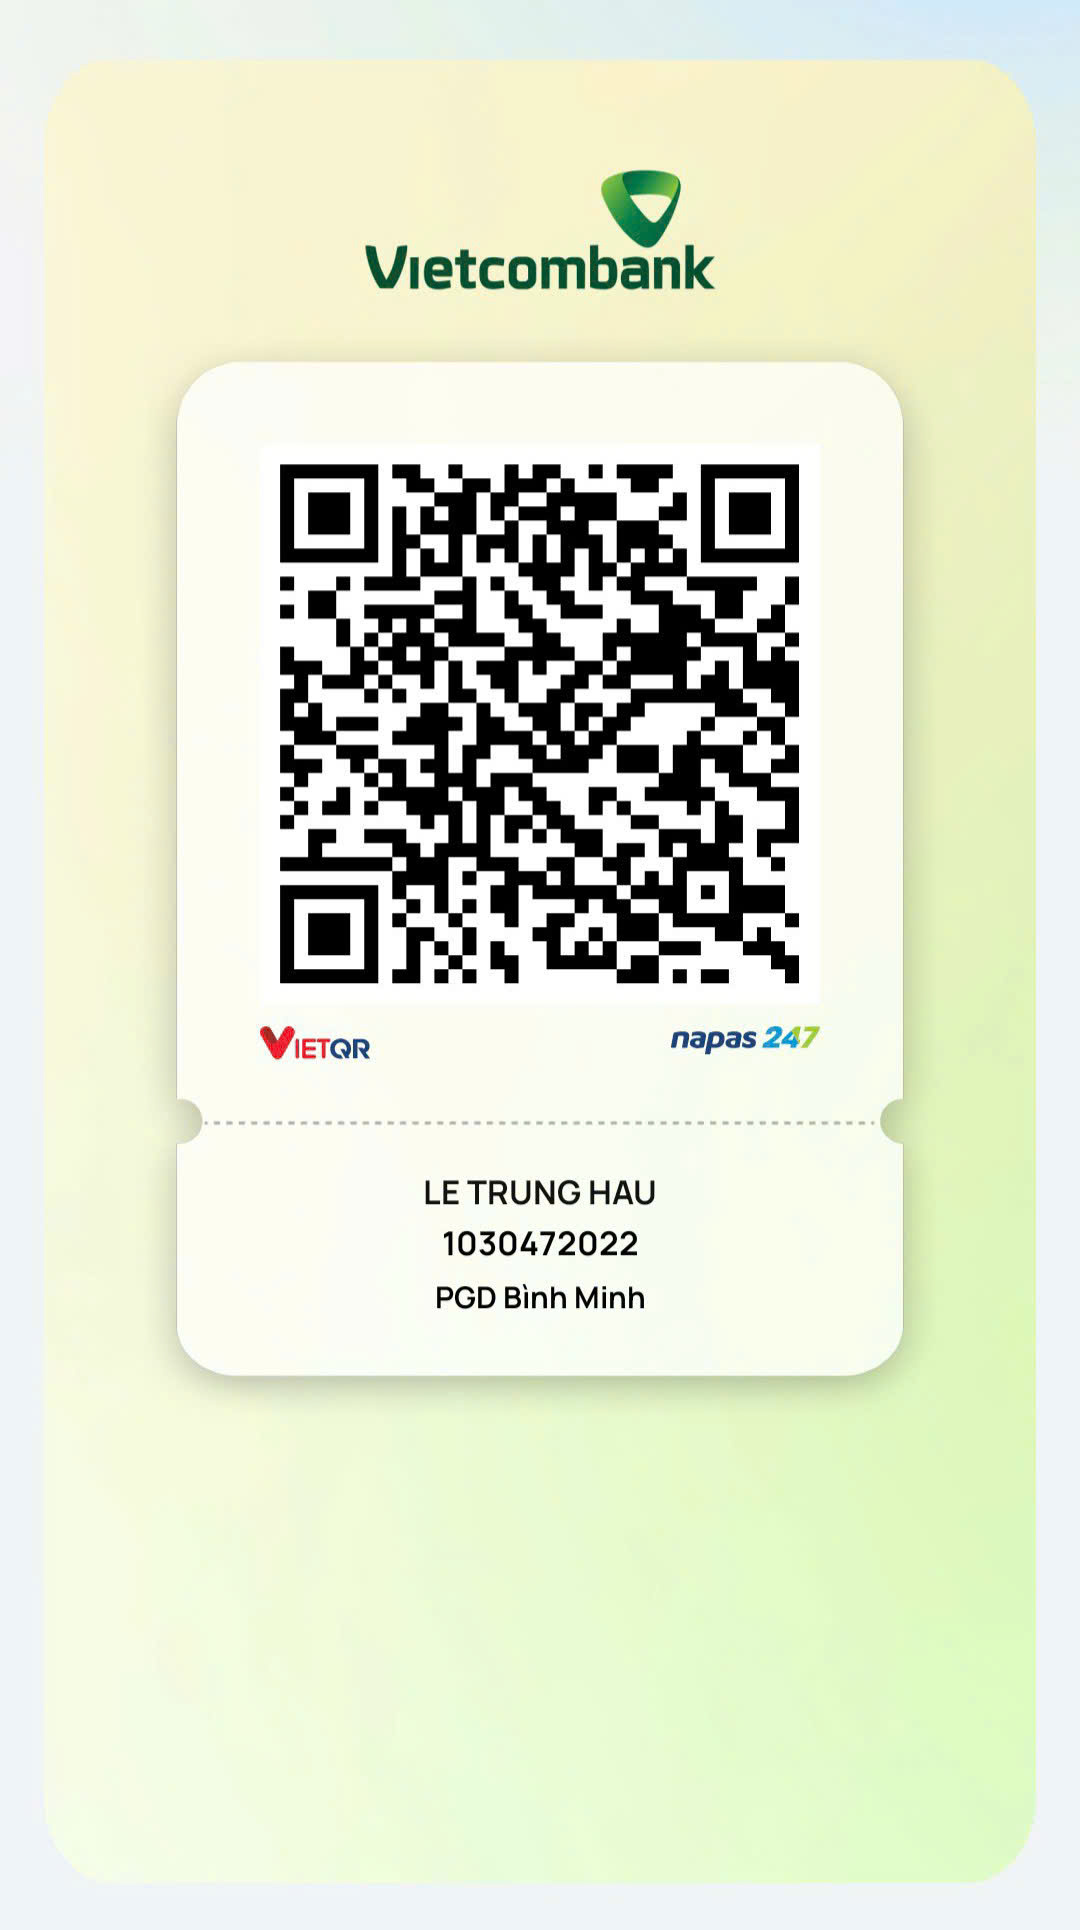 Vietcombank
VIETQR
napas 247
LE TRUNG HAU
1030472022
PGD Bình Minh